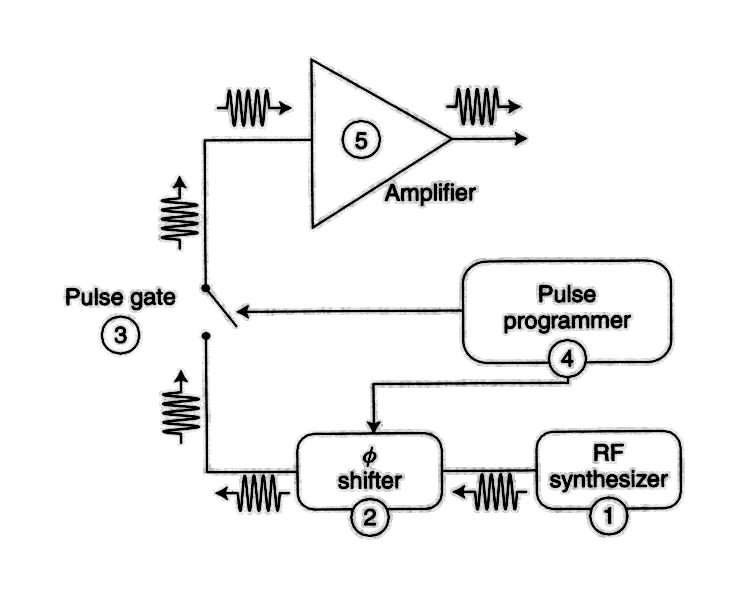 5
Amplifier
Pulse gate
3
Pulse
programmer
4
ϕ
shifter
2
RF
synthesizer
1